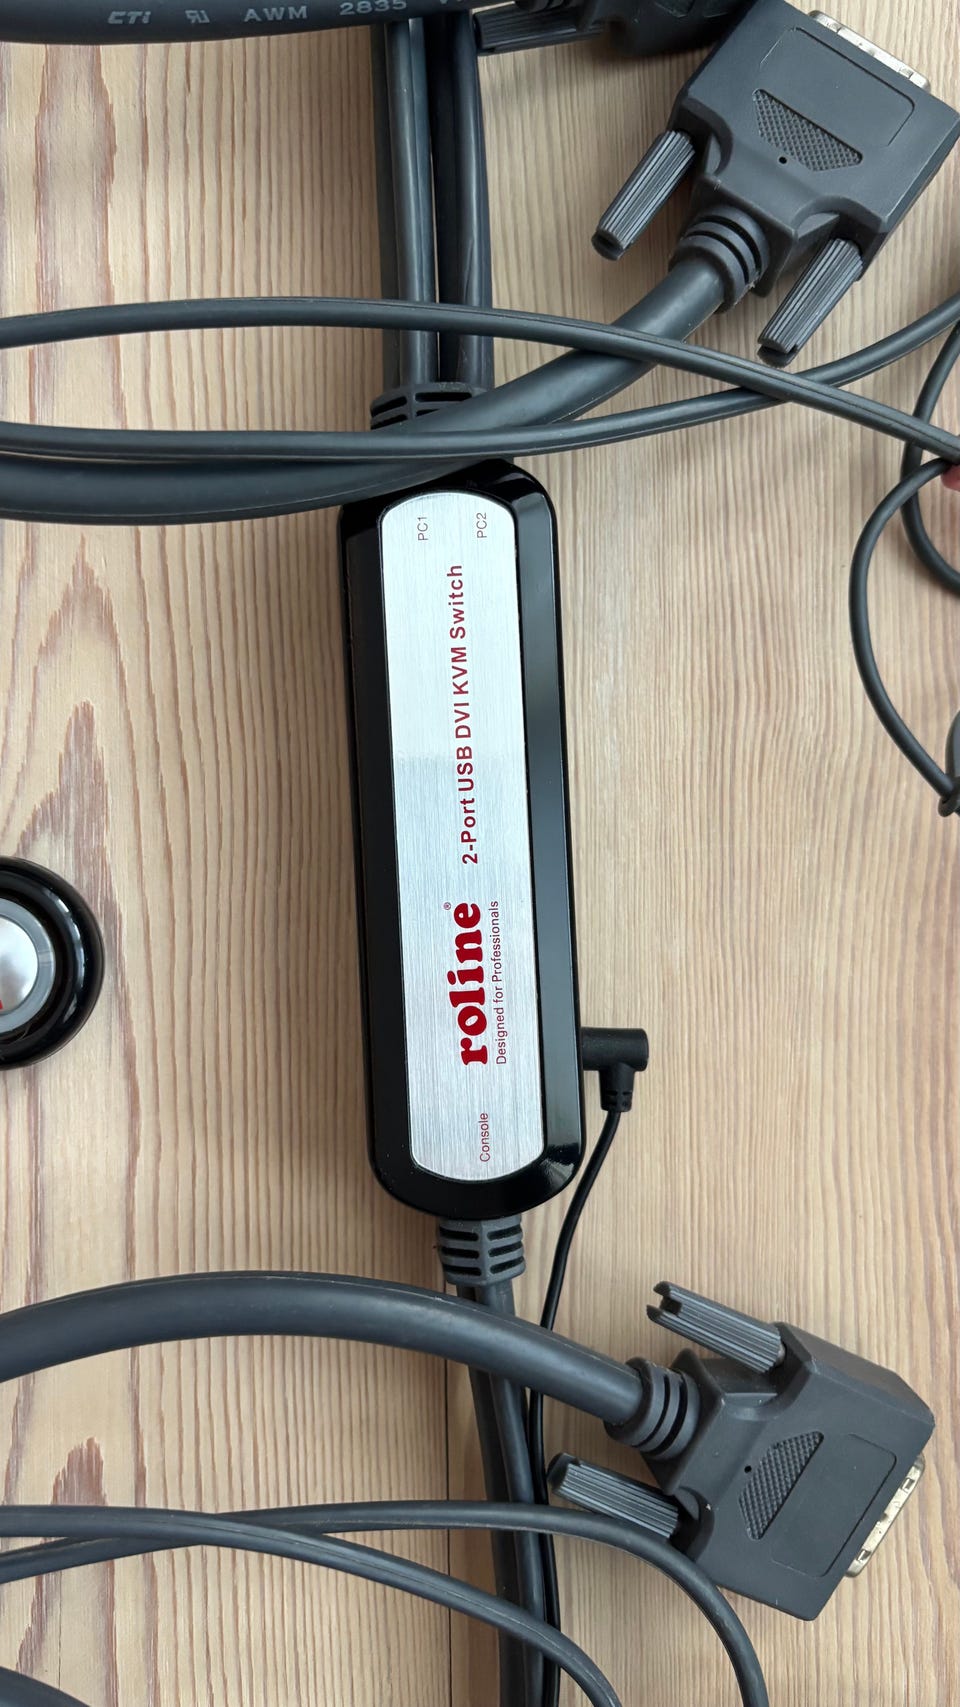 CTi AWM 2835
PC1
PC2
2-Port USB DVI KVM Switch
roline®
Designed for Professionals
Console